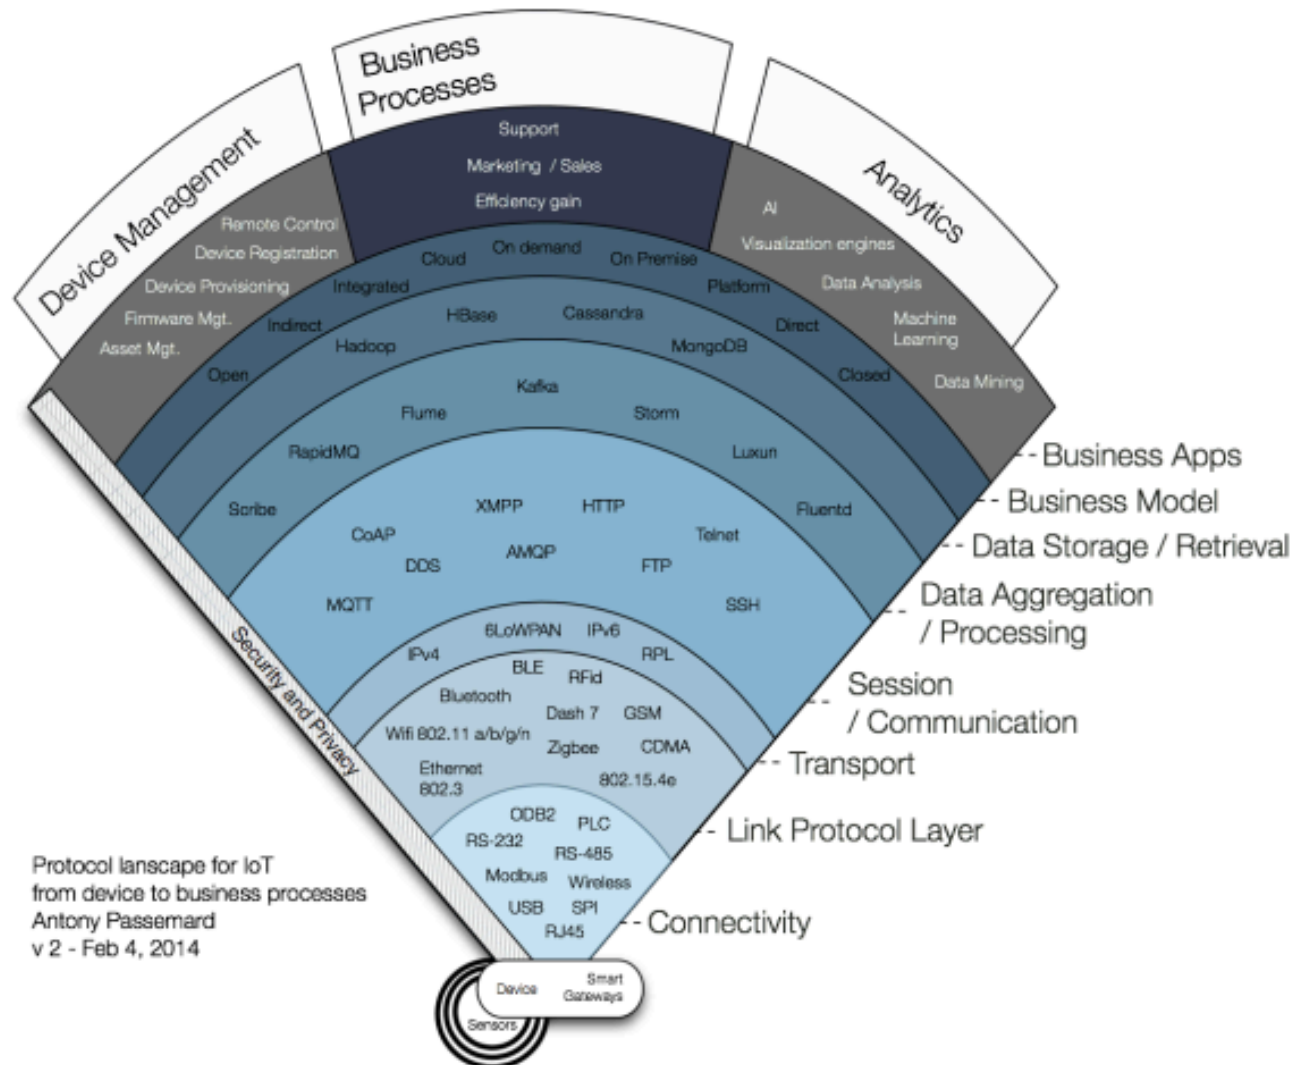 Business
Processes
Device Management
Analytics
Support
Marketing / Sales
Efficiency gain
Remote Control
Device Registration
Device Provisioning
Firmware Mgt.
Asset Mgt.
AI
Visualization engines
Data Analysis
Machine
Learning
Data Mining
Open
Indirect
Integrated
Cloud
On demand
On Premise
Platform
Direct
Closed
Hadoop
HBase
Cassandra
MongoDB
Scribe
RapidMQ
Flume
Kafka
Storm
Luxun
Fluentd
XMPP
HTTP
CoAP
Telnet
AMQP
DDS
FTP
MQTT
SSH
IPv4
6LoWPAN
IPv6
RPL
BLE
RFid
Bluetooth
Dash 7
GSM
Wifi 802.11 a/b/g/n
Zigbee
CDMA
Ethernet
802.3
802.15.4e
ODB2
PLC
RS-232
RS-485
Modbus
Wireless
USB
SPI
RJ45
Security and Privacy
Business Apps
Business Model
Data Storage / Retrieval
Data Aggregation
/ Processing
Session
/ Communication
Transport
Link Protocol Layer
Connectivity
Device
Smart
Gateways
Sensors
Protocol lanscape for IoT
from device to business processes
Antony Passemard
v 2 - Feb 4, 2014